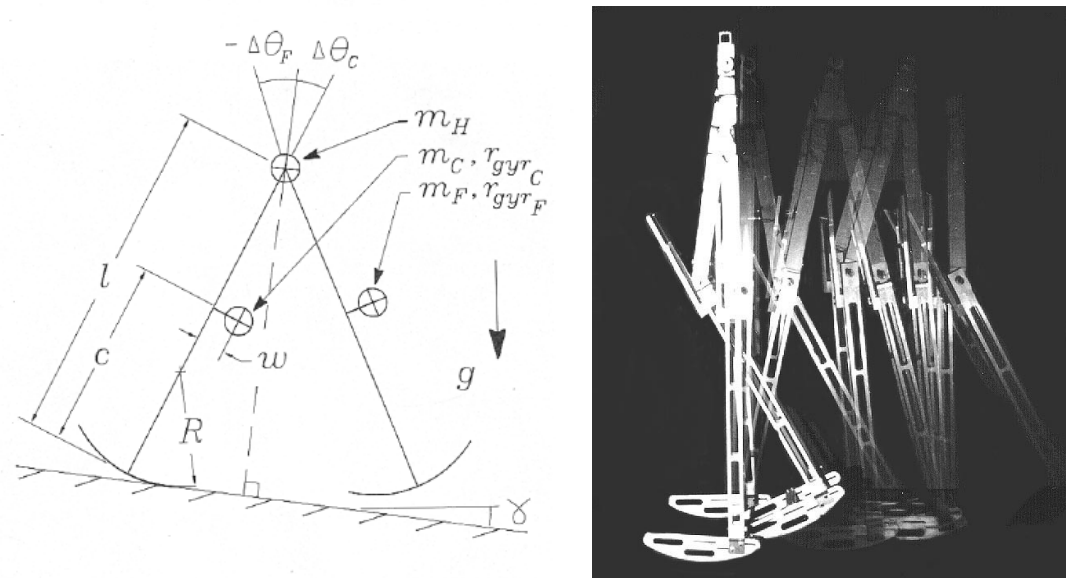 -Δθ_F Δθ_C
m_H
m_C, r_gyr_C
m_F, r_gyr_F
l
c
w
g
R
γ